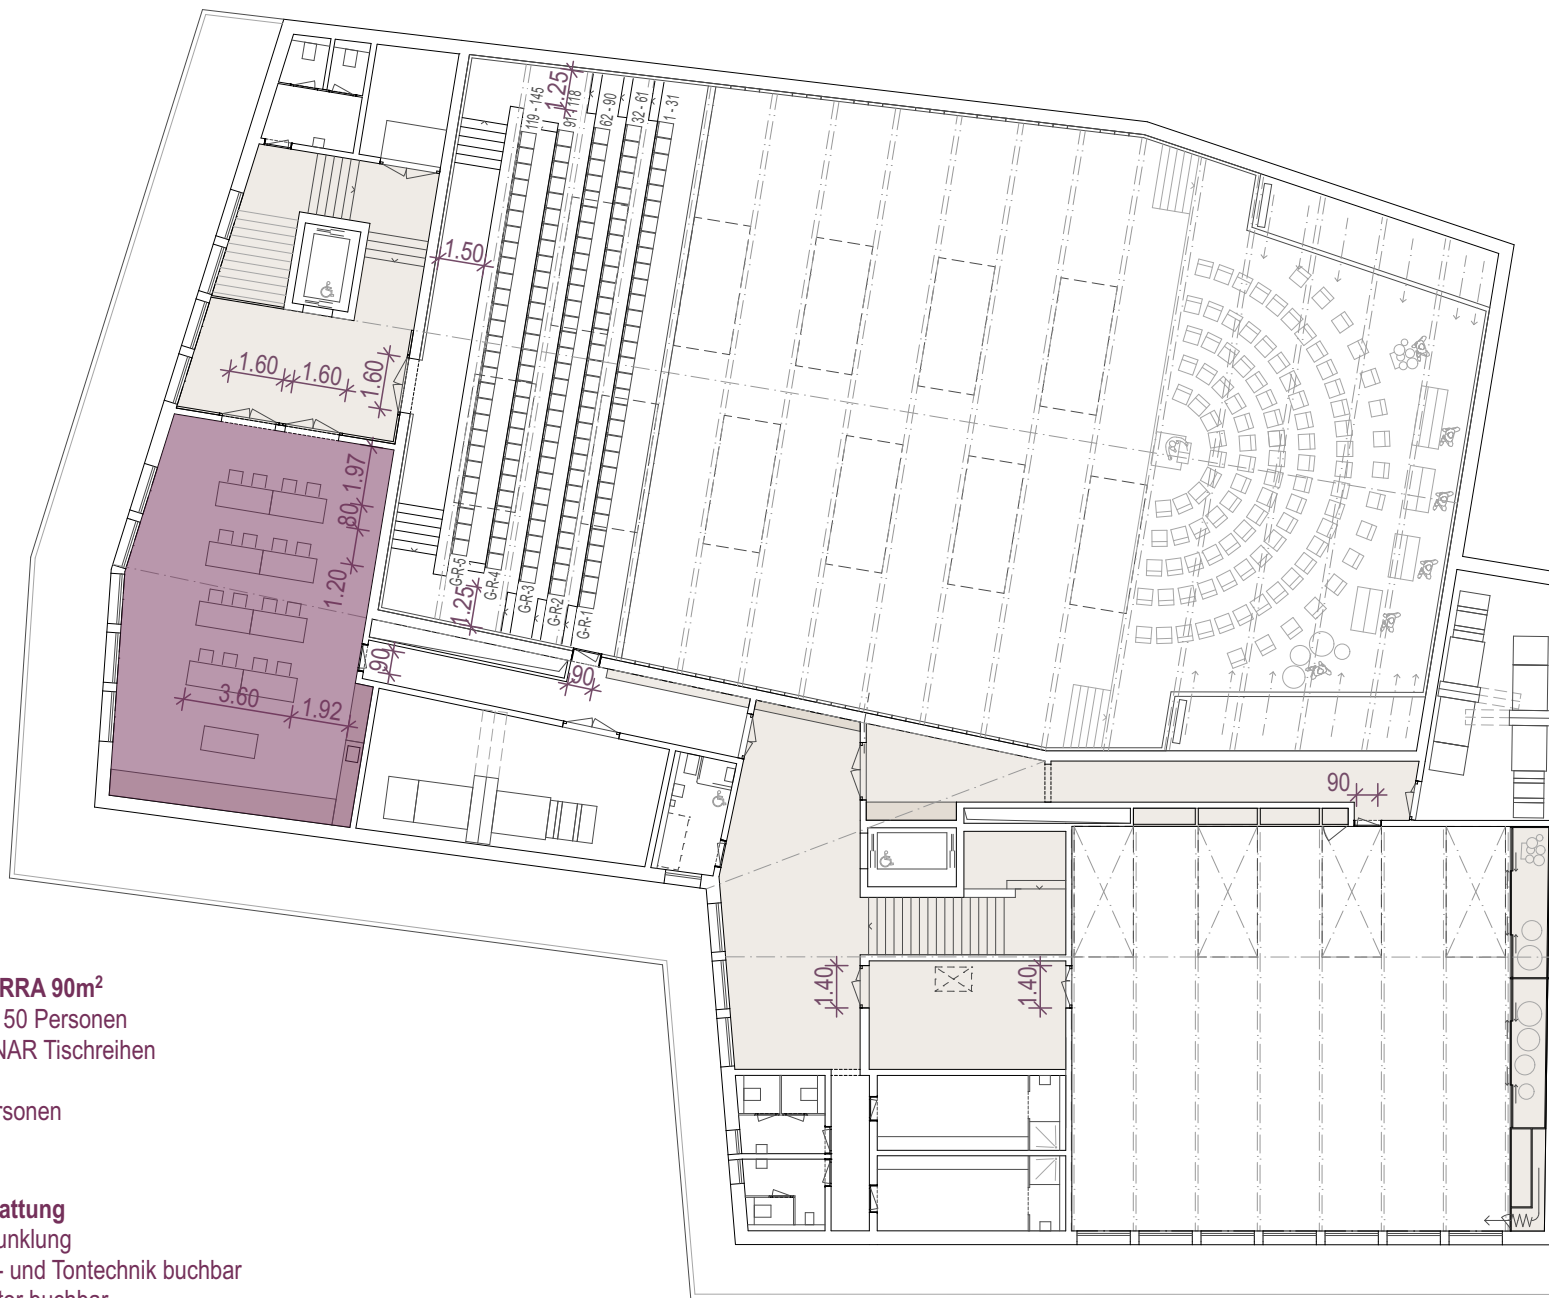 1.25
119 - 145
62 - 90
32 - 61
1 - 31
1.50
1.60
1.60
1.60
1.97
80
1.20
G-R-5
G-R-4
G-R-3
G-R-2
G-R-1
1.25
90
90
3.60
1.92
90
1.40
1.40
RRA 90m²
50 Personen
NAR Tischreihen
rsonen
attung
unklung
- und Tontechnik buchbar